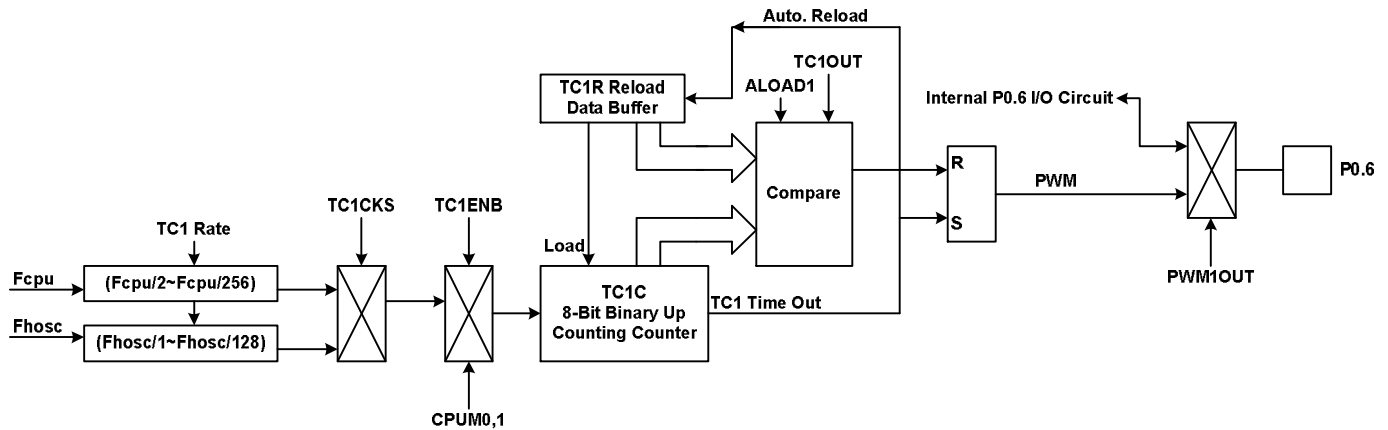 Auto. Reload
TC1OUT
TC1R Reload
Data Buffer
ALOAD1
Internal P0.6 I/O Circuit
R
P0.6
Compare
PWM
TC1CKS
TC1ENB
S
TC1 Rate
Load
PWM1OUT
Fcpu
(Fcpu/2~Fcpu/256)
TC1C
8-Bit Binary Up
Counting Counter
TC1 Time Out
Fhosc
(Fhosc/1~Fhosc/128)
CPUM0,1